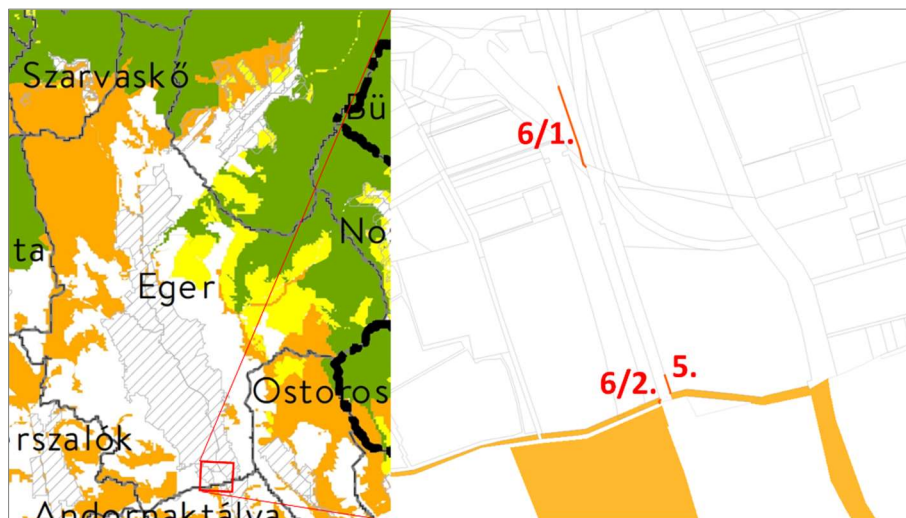 Szarvaskő
Bü
No
ta
Eger
Ostoros
rszalók
Andornaktálya
6/1.
5.
6/2.